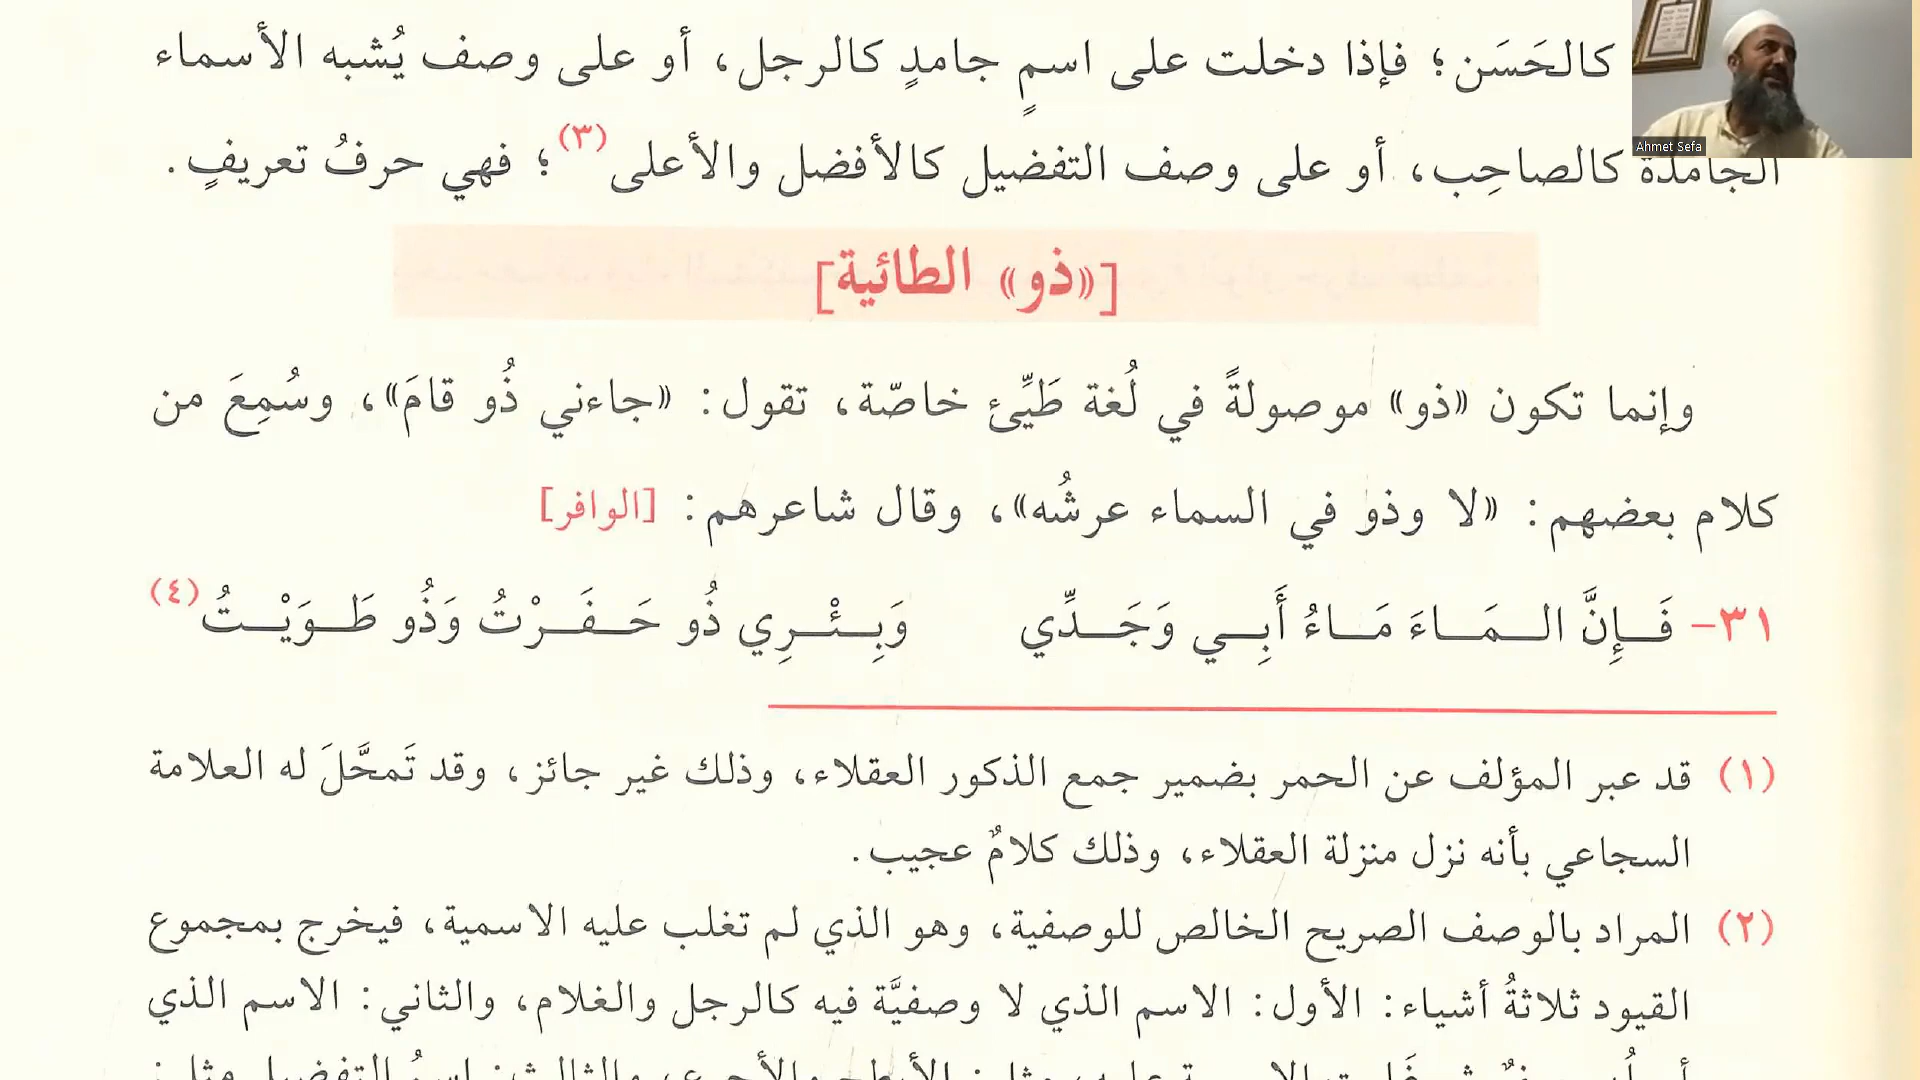 كالحَسَن؛ فإذا دخلت على اسمٍ جامدٍ كالرجل، أو على وصف يُشبه الأسماء
Ahmet Sefa
الجامدة كالصاحِب، أو على وصف التفضيل كالأفضل والأعلى(٣)؛ فهي حرفُ تعريفٍ.
[«ذو» الطائية]
وإنما تكون «ذو» موصولةً في لُغة طَيِّئ خاصّة، تقول: «جاءني ذُو قامَ»، وسُمِعَ من
كلام بعضهم: «لا وذو في السماء عرشُه»، وقال شاعرهم: [الوافر]
٣١- فَـإِنَّ الـمَـاءَ مَـاءُ أَبِـي وَجَـدِّي وَبِـئْـرِي ذُو حَـفَـرْتُ وَذُو طَـوَيْـتُ(٤)
(١) قد عبر المؤلف عن الحمر بضمير جمع الذكور العقلاء، وذلك غير جائز، وقد تَمحَّلَ له العلامة
السجاعي بأنه نزل منزلة العقلاء، وذلك كلامٌ عجيب.
(٢) المراد بالوصف الصريح الخالص للوصفية، وهو الذي لم تغلب عليه الاسمية، فيخرج بمجموع
القيود ثلاثةُ أشياء: الأول: الاسم الذي لا وصفيَّة فيه كالرجل والغلام، والثاني: الاسم الذي